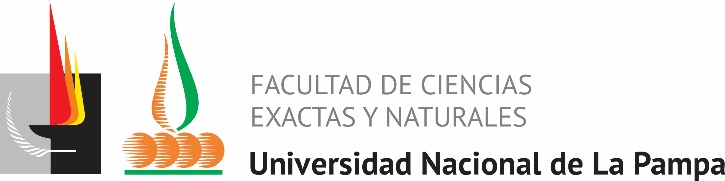 FACULTAD DE CIENCIAS
EXACTAS Y NATURALES
Universidad Nacional de La Pampa